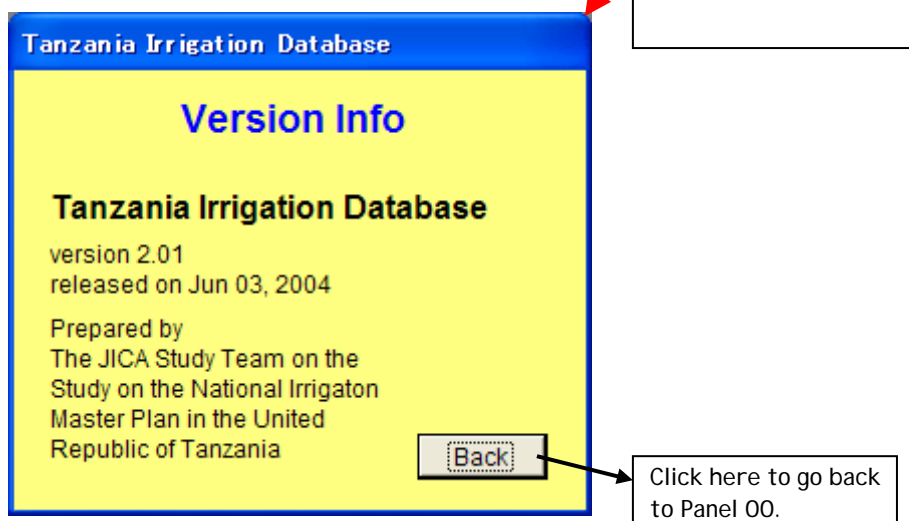 Tanzania Irrigation Database
Version Info
Tanzania Irrigation Database
version 2.01
released on Jun 03, 2004
Prepared by
The JICA Study Team on the
Study on the National Irrigaton
Master Plan in the United
Republic of Tanzania
Back
Click here to go back
to Panel 00.